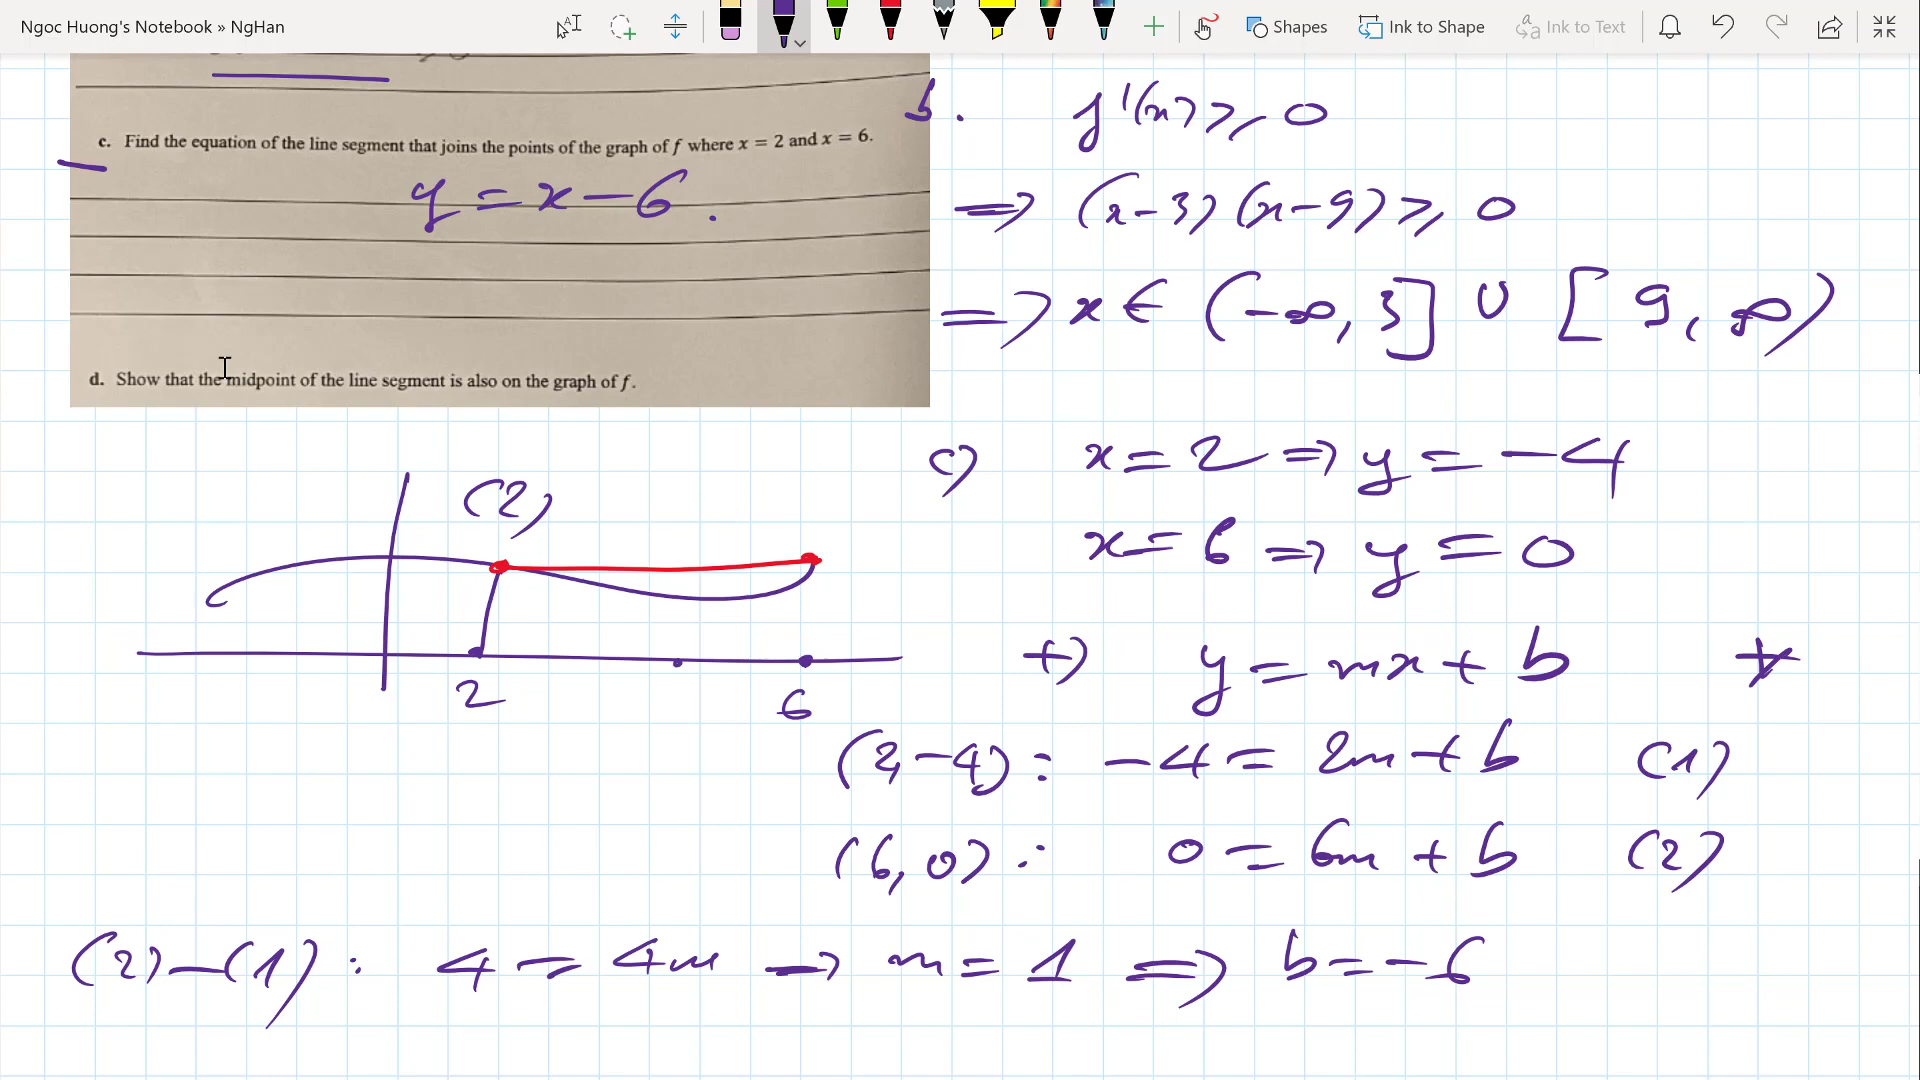 Ngoc Huong's Notebook » NgHan
Shapes
Ink to Shape
Ink to Text
c. Find the equation of the line segment that joins the points of the graph of f where x = 2 and x = 6.
y = x - 6.
d. Show that the midpoint of the line segment is also on the graph of f.
(2)
2
6
b. f'(x) ⩾ 0
=> (x-3)(x-9) ⩾ 0
=> x ∈ (-∞, 3] ∪ [9, ∞)
c) x = 2 => y = -4
x = 6 => y = 0
+) y = mx + b
(2,-4): -4 = 2m + b (1)
(6,0): 0 = 6m + b (2)
(2)-(1): 4 = 4m → m = 1 => b = -6